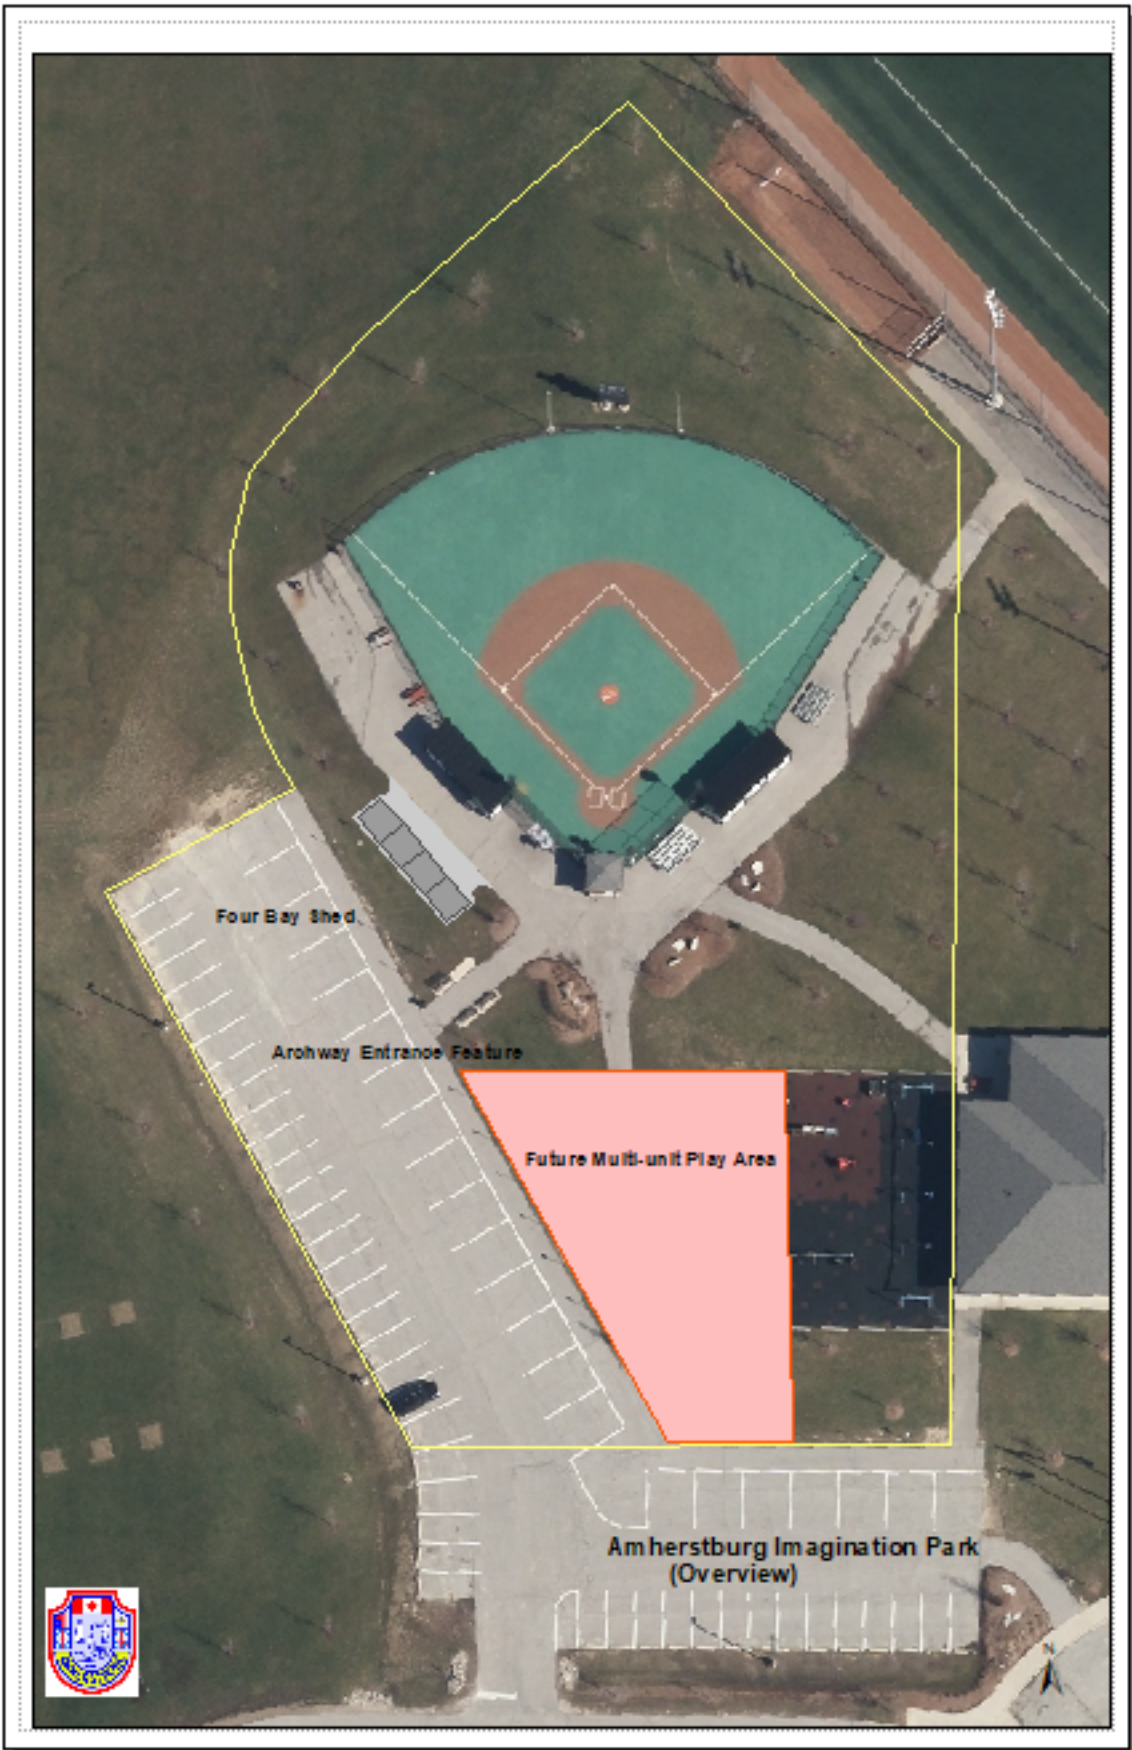 Four Bay Shed
Archway Entrance Feature
Future Multi-unit Play Area
Amherstburg Imagination Park
(Overview)
N